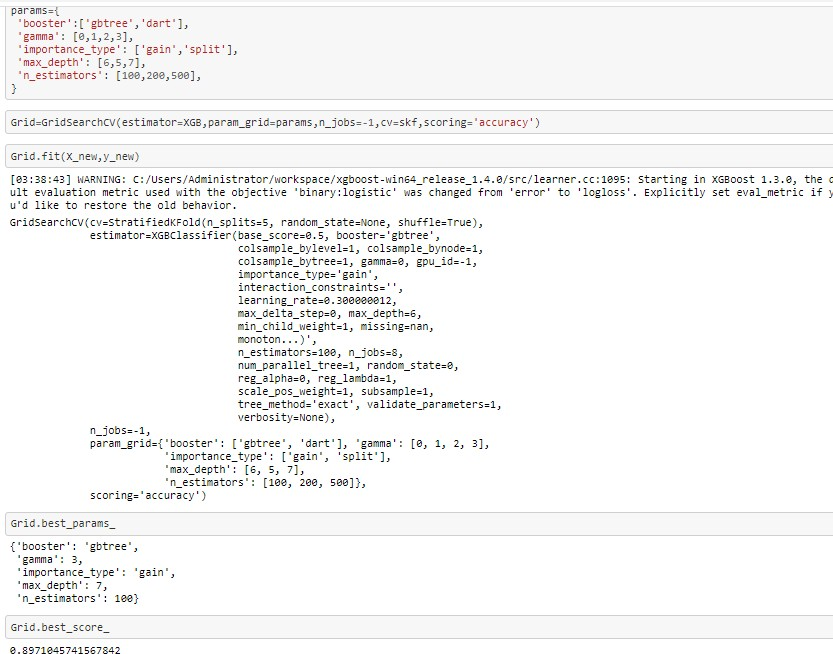 params={
 'booster':['gbtree','dart'],
 'gamma': [0,1,2,3],
 'importance_type': ['gain','split'],
 'max_depth': [6,5,7],
 'n_estimators': [100,200,500],
}
Grid=GridSearchCV(estimator=XGB,param_grid=params,n_jobs=-1,cv=skf,scoring='accuracy')
Grid.fit(X_new,y_new)
[03:38:43] WARNING: C:/Users/Administrator/workspace/xgboost-win64_release_1.4.0/src/learner.cc:1095: Starting in XGBoost 1.3.0, the d
ult evaluation metric used with the objective 'binary:logistic' was changed from 'error' to 'logloss'. Explicitly set eval_metric if y
u'd like to restore the old behavior.
GridSearchCV(cv=StratifiedKFold(n_splits=5, random_state=None, shuffle=True),
             estimator=XGBClassifier(base_score=0.5, booster='gbtree',
                                     colsample_bylevel=1, colsample_bynode=1,
                                     colsample_bytree=1, gamma=0, gpu_id=-1,
                                     importance_type='gain',
                                     interaction_constraints='',
                                     learning_rate=0.300000012,
                                     max_delta_step=0, max_depth=6,
                                     min_child_weight=1, missing=nan,
                                     monoton...)',
                                     n_estimators=100, n_jobs=8,
                                     num_parallel_tree=1, random_state=0,
                                     reg_alpha=0, reg_lambda=1,
                                     scale_pos_weight=1, subsample=1,
                                     tree_method='exact', validate_parameters=1,
                                     verbosity=None),
             n_jobs=-1,
             param_grid={'booster': ['gbtree', 'dart'], 'gamma': [0, 1, 2, 3],
                         'importance_type': ['gain', 'split'],
                         'max_depth': [6, 5, 7],
                         'n_estimators': [100, 200, 500]},
             scoring='accuracy')
Grid.best_params_
{'booster': 'gbtree',
 'gamma': 3,
 'importance_type': 'gain',
 'max_depth': 7,
 'n_estimators': 100}
Grid.best_score_
0.8971045741567842